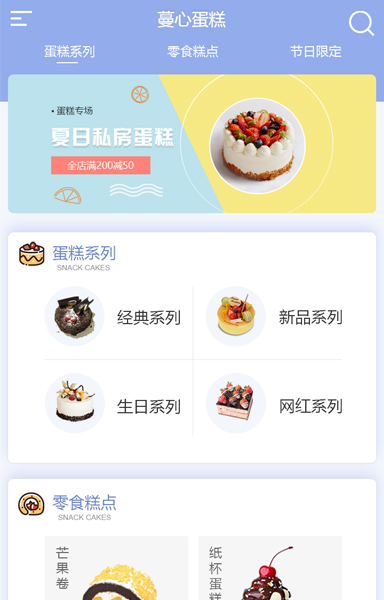 蔓心蛋糕
蛋糕系列 零食糕点 节日限定
• 蛋糕专场
夏日私房蛋糕
全店满200减50
蛋糕系列
SNACK CAKES
经典系列 新品系列
生日系列 网红系列
零食糕点
SNACK CAKES
芒果卷
纸杯蛋糕